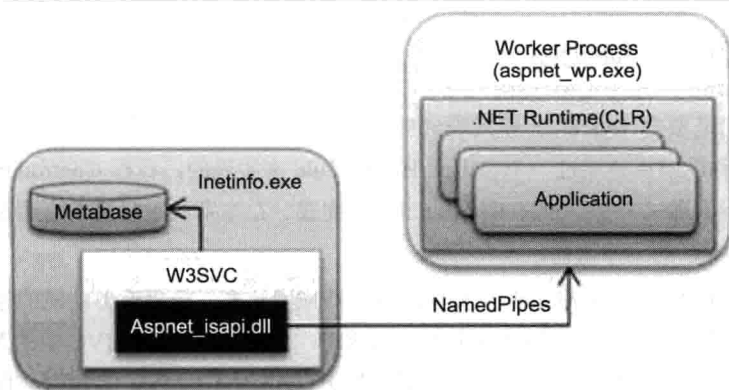 Worker Process
(aspnet_wp.exe)
.NET Runtime(CLR)
Application
Inetinfo.exe
Metabase
W3SVC
Aspnet_isapi.dll
NamedPipes